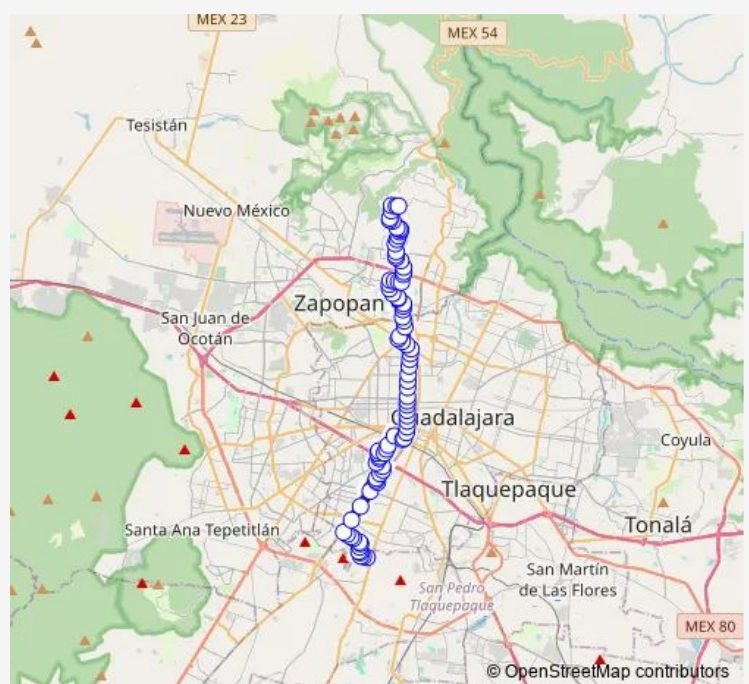 MEX 23
MEX 54
Tesistán
Nuevo México
Zapopan
San Juan de
Ocotán
Guadalajara
Coyula
Tlaquepaque
Santa Ana Tepetitlán
Tonalá
San Martín
de Las Flores
San Pedro
Tlaquepaque
MEX 80
© OpenStreetMap contributors